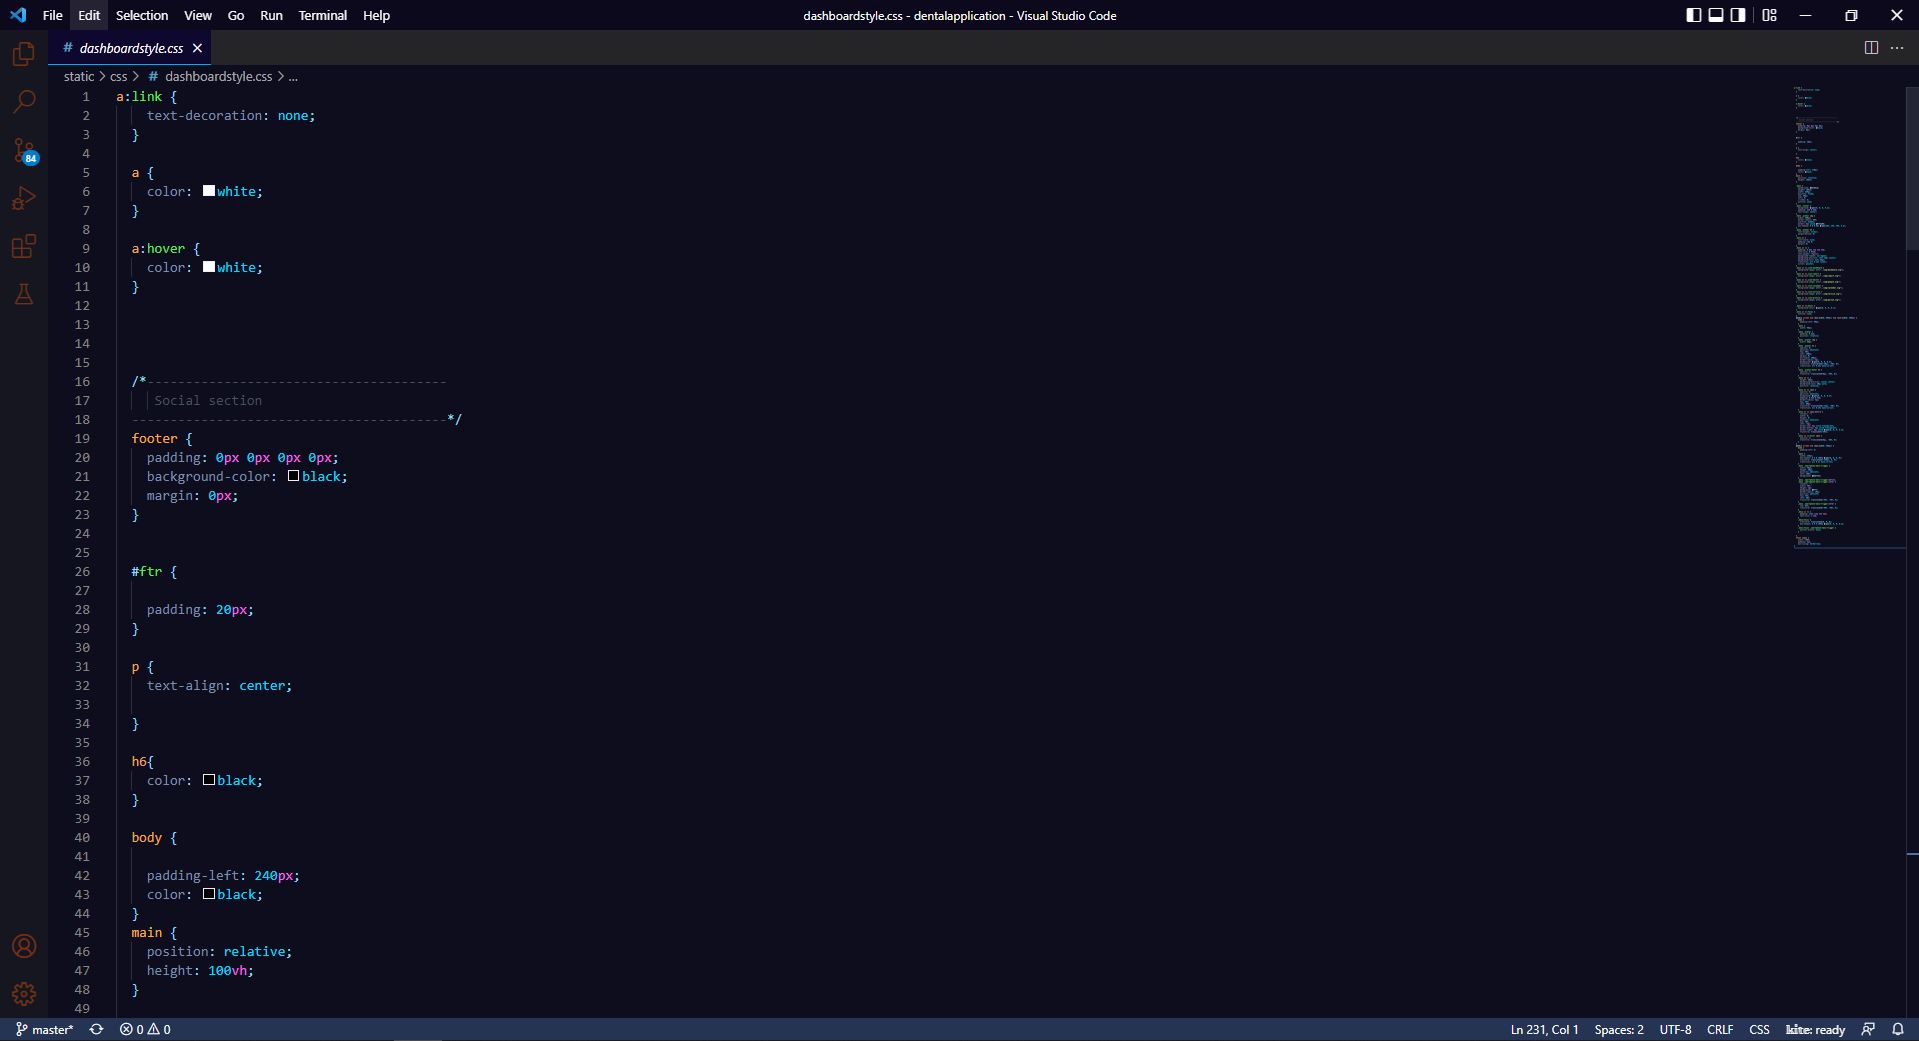 File Edit Selection View Go Run Terminal Help dashboardstyle.css - dentalapplication - Visual Studio Code
# dashboardstyle.css
static > css > # dashboardstyle.css > ...
1 a:link {
2 text-decoration: none;
3 }
4
5 a {
6 color: white;
7 }
8
9 a:hover {
10 color: white;
11 }
12
13
14
15
16 /*---------------------------------------
17 Social section
18 -----------------------------------------*/
19 footer {
20 padding: 0px 0px 0px 0px;
21 background-color: black;
22 margin: 0px;
23 }
24
25
26 #ftr {
27
28 padding: 20px;
29 }
30
31 p {
32 text-align: center;
33
34 }
35
36 h6{
37 color: black;
38 }
39
40 body {
41
42 padding-left: 240px;
43 color: black;
44 }
45 main {
46 position: relative;
47 height: 100vh;
48 }
49
84
master* 0 0 Ln 231, Col 1 Spaces: 2 UTF-8 CRLF CSS kite: ready